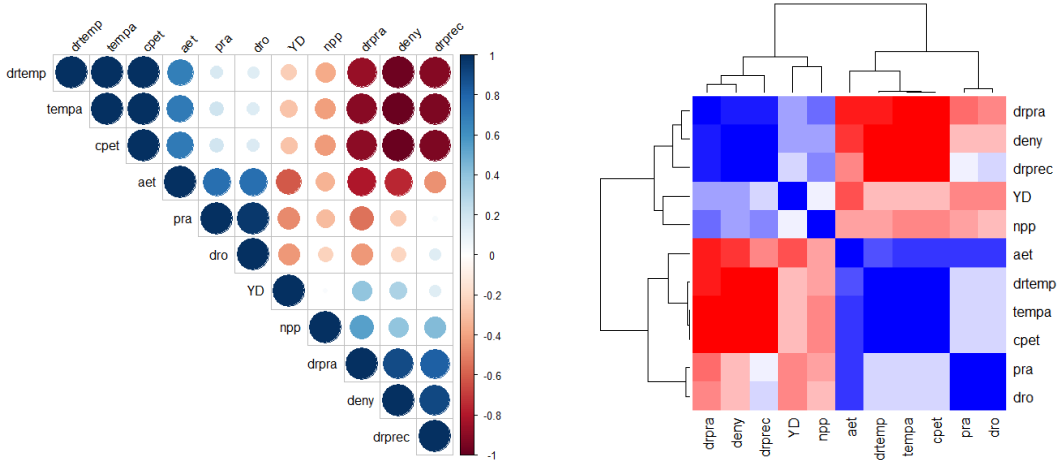 drtemp
tempa
cpet
aet
pra
dro
YD
npp
drpra
deny
drprec
drtemp
tempa
cpet
aet
pra
dro
YD
npp
drpra
deny
drprec
1
0.8
0.6
0.4
0.2
0
-0.2
-0.4
-0.6
-0.8
-1
drpra
deny
drprec
YD
npp
aet
drtemp
tempa
cpet
pra
dro
drpra
deny
drprec
YD
npp
aet
drtemp
tempa
cpet
pra
dro